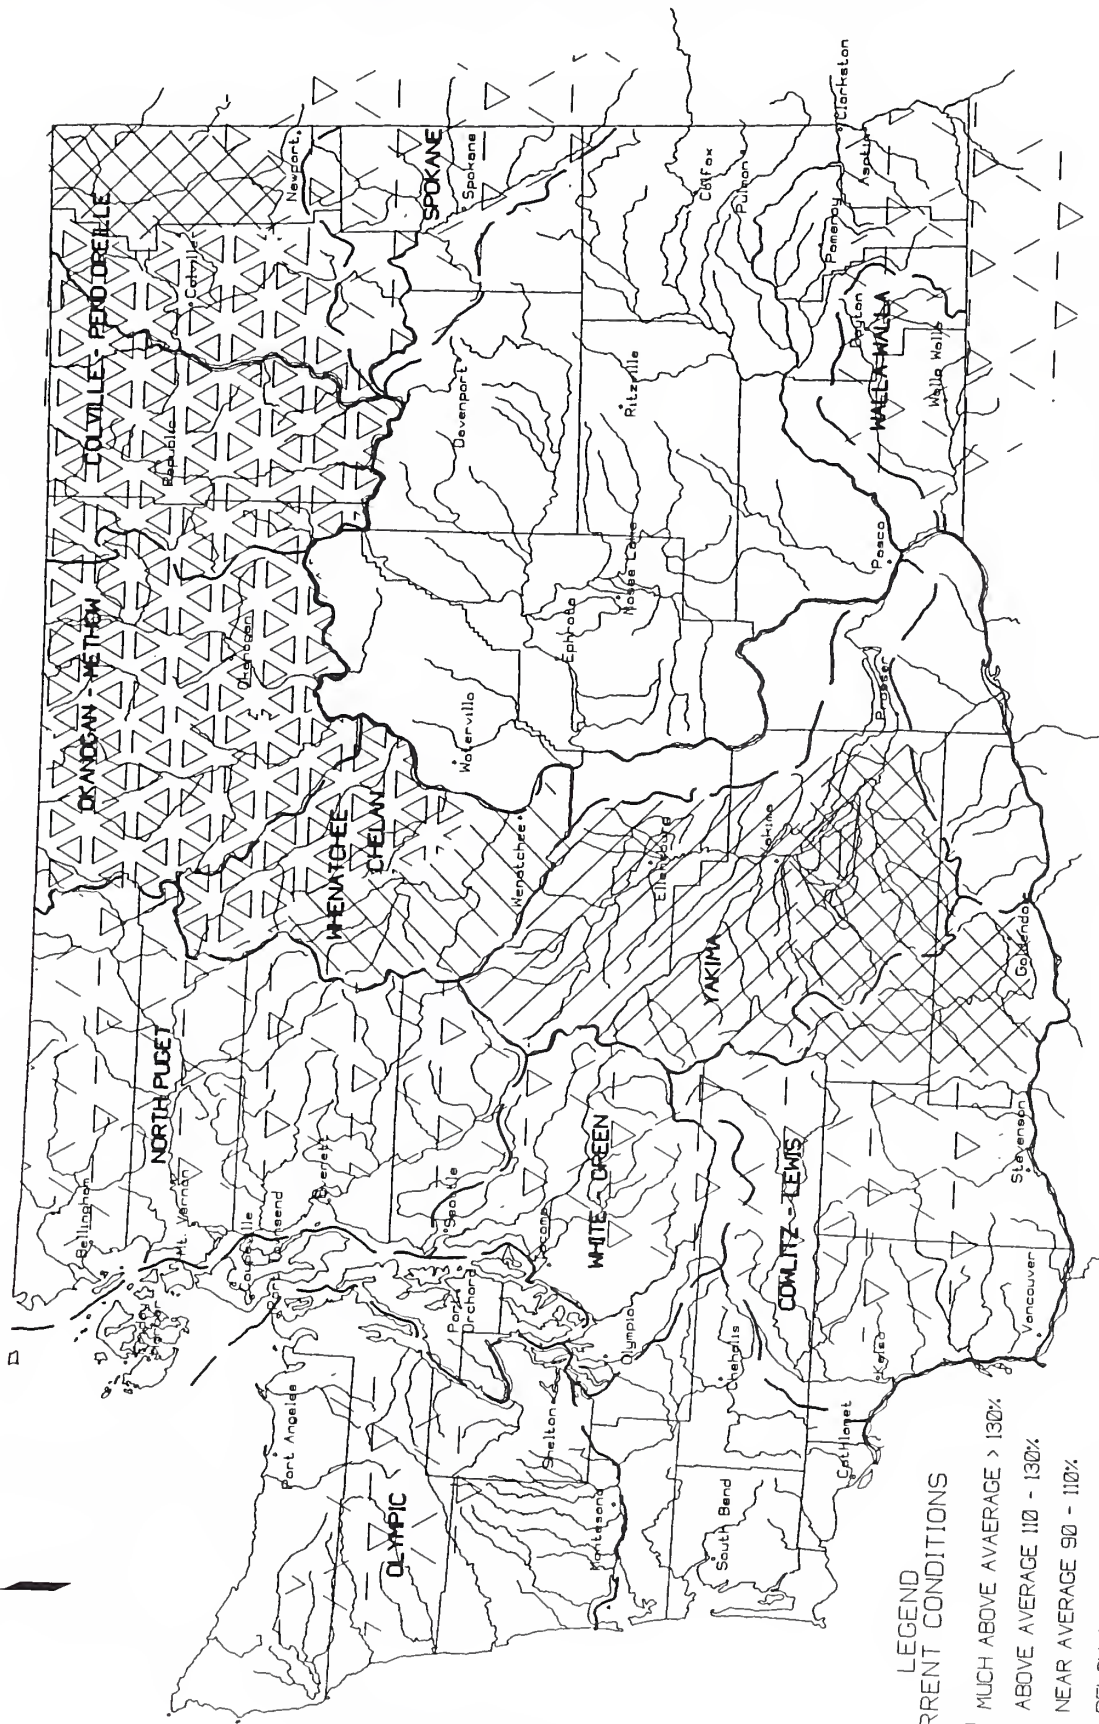 COLVILLE - PEND OREILLE
OKANOGAN - METHOW
NORTH PUGET
SPOKANE
WHENATCHEE
CHELAN
OLYMPIC
WHITE - GREEN
YAKIMA
COWLITZ - LEWIS
WALLA WALLA
Newport
Colville
Republic
Okanogan
Bellingham
Mt. Vernon
Coupeville
Port Townsend
Everett
Port Angeles
Spokane
Davenport
Waterville
Wenatchee
Seattle
Port
Orchard
Ephrata
Moses Lake
Ritzville
Colfax
Ellensburg
Tacoma
Shelton
Olympia
Montesano
South Bend
Chehalis
Yakima
Prosser
Pasco
Dayton
Pomeroy
Asotin
Clarkston
Walla Walla
Goldendale
Stevenson
Vancouver
Kelso
Cathlamet
LEGEND
RRENT CONDITIONS
MUCH ABOVE AVAERAGE > 130%
ABOVE AVERAGE 110 - 130%
NEAR AVERAGE 90 - 110%